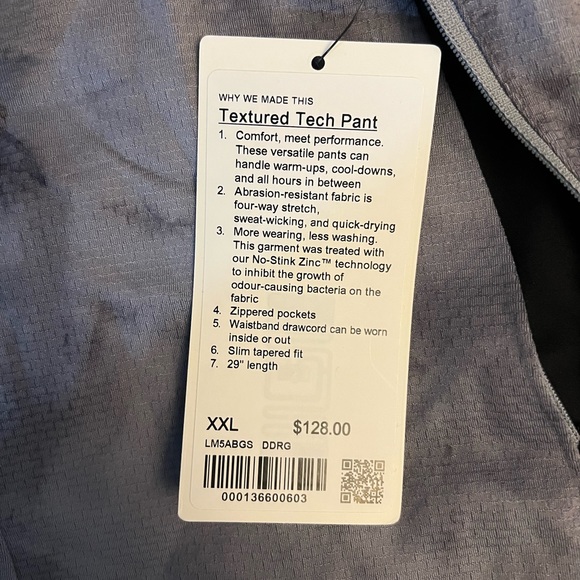 WHY WE MADE THIS
Textured Tech Pant
1. Comfort, meet performance.
These versatile pants can
handle warm-ups, cool-downs,
and all hours in between
2. Abrasion-resistant fabric is
four-way stretch,
sweat-wicking, and quick-drying
3. More wearing, less washing.
This garment was treated with
our No-Stink Zinc™ technology
to inhibit the growth of
odour-causing bacteria on the
fabric
4. Zippered pockets
5. Waistband drawcord can be worn
inside or out
6. Slim tapered fit
7. 29" length
XXL $128.00
LM5ABGS DDRG
000136600603